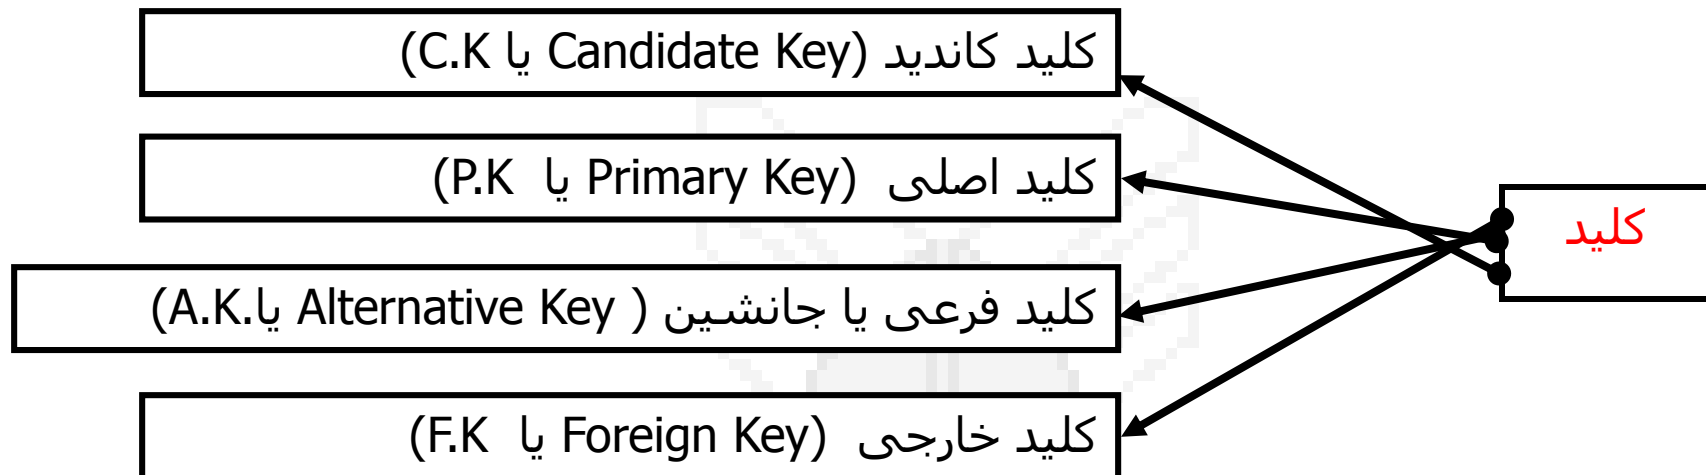 کلید کاندید (Candidate Key یا C.K)
کلید اصلی (Primary Key یا P.K)
کلید
کلید فرعی یا جانشین ( Alternative Key یا.A.K)
کلید خارجی (Foreign Key یا F.K)